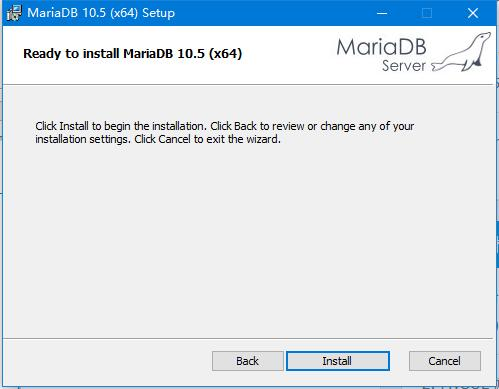 MariaDB 10.5 (x64) Setup
Ready to install MariaDB 10.5 (x64)
MariaDB
Server
Click Install to begin the installation. Click Back to review or change any of your
installation settings. Click Cancel to exit the wizard.
Back
Install
Cancel